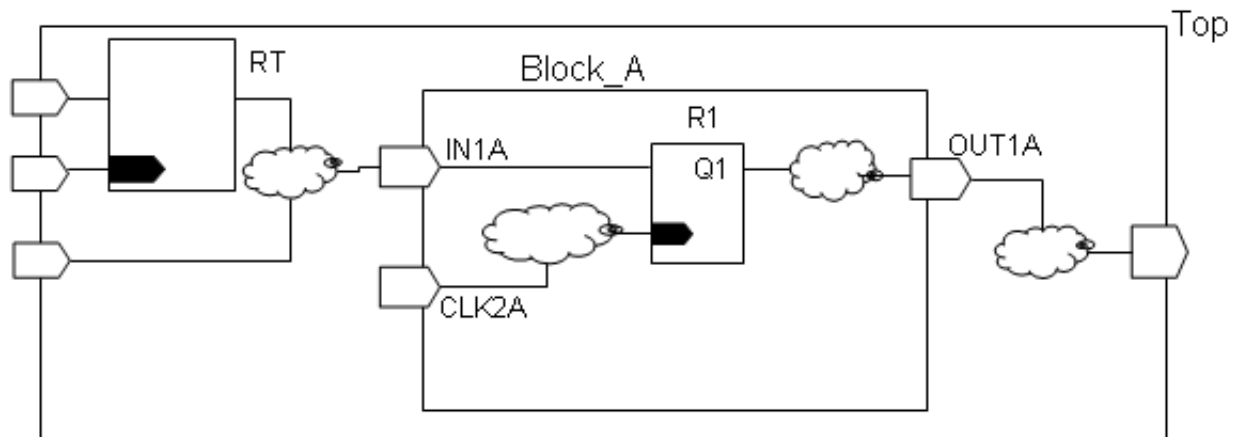 Top
RT
Block_A
R1
IN1A
Q1
OUT1A
CLK2A